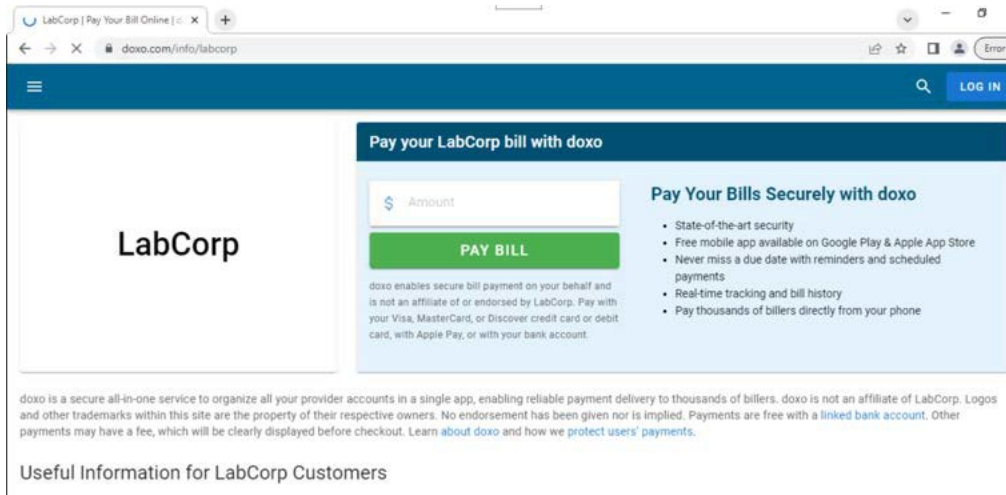 LabCorp | Pay Your Bill Online | d
doxo.com/info/labcorp
Error
LOG IN
LabCorp
Pay your LabCorp bill with doxo
$ Amount
PAY BILL
doxo enables secure bill payment on your behalf and
is not an affiliate of or endorsed by LabCorp. Pay with
your Visa, MasterCard, or Discover credit card or debit
card, with Apple Pay, or with your bank account.
Pay Your Bills Securely with doxo
• State-of-the-art security
• Free mobile app available on Google Play & Apple App Store
• Never miss a due date with reminders and scheduled
payments
• Real-time tracking and bill history
• Pay thousands of billers directly from your phone
doxo is a secure all-in-one service to organize all your provider accounts in a single app, enabling reliable payment delivery to thousands of billers. doxo is not an affiliate of LabCorp. Logos
and other trademarks within this site are the property of their respective owners. No endorsement has been given nor is implied. Payments are free with a linked bank account. Other
payments may have a fee, which will be clearly displayed before checkout. Learn about doxo and how we protect users' payments.
Useful Information for LabCorp Customers